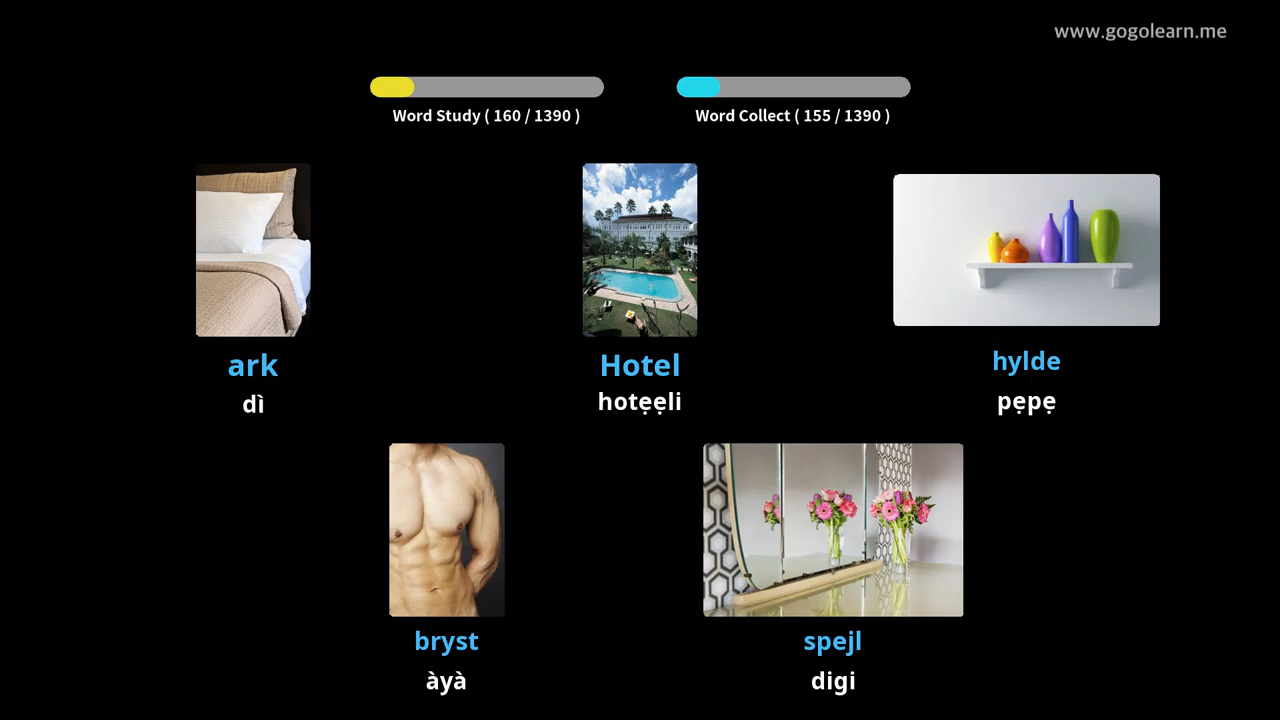 www.gogolearn.me
Word Study ( 160 / 1390 )
Word Collect ( 155 / 1390 )
ark
dì
Hotel
hotẹẹli
hylde
pẹpẹ
bryst
àyà
spejl
digi